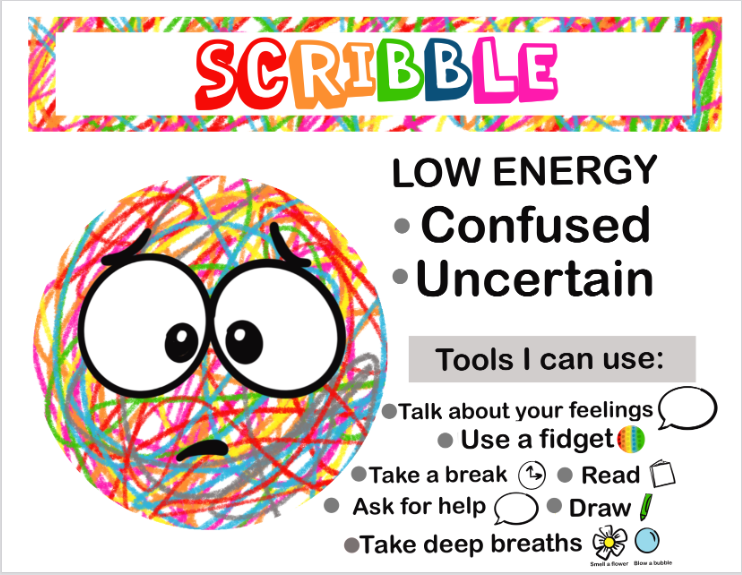 SCRIBBLE
LOW ENERGY
Confused
Uncertain
Tools I can use:
Talk about your feelings
Use a fidget
Take a break Read
Ask for help Draw
Take deep breaths
Smell a flower Blow a bubble